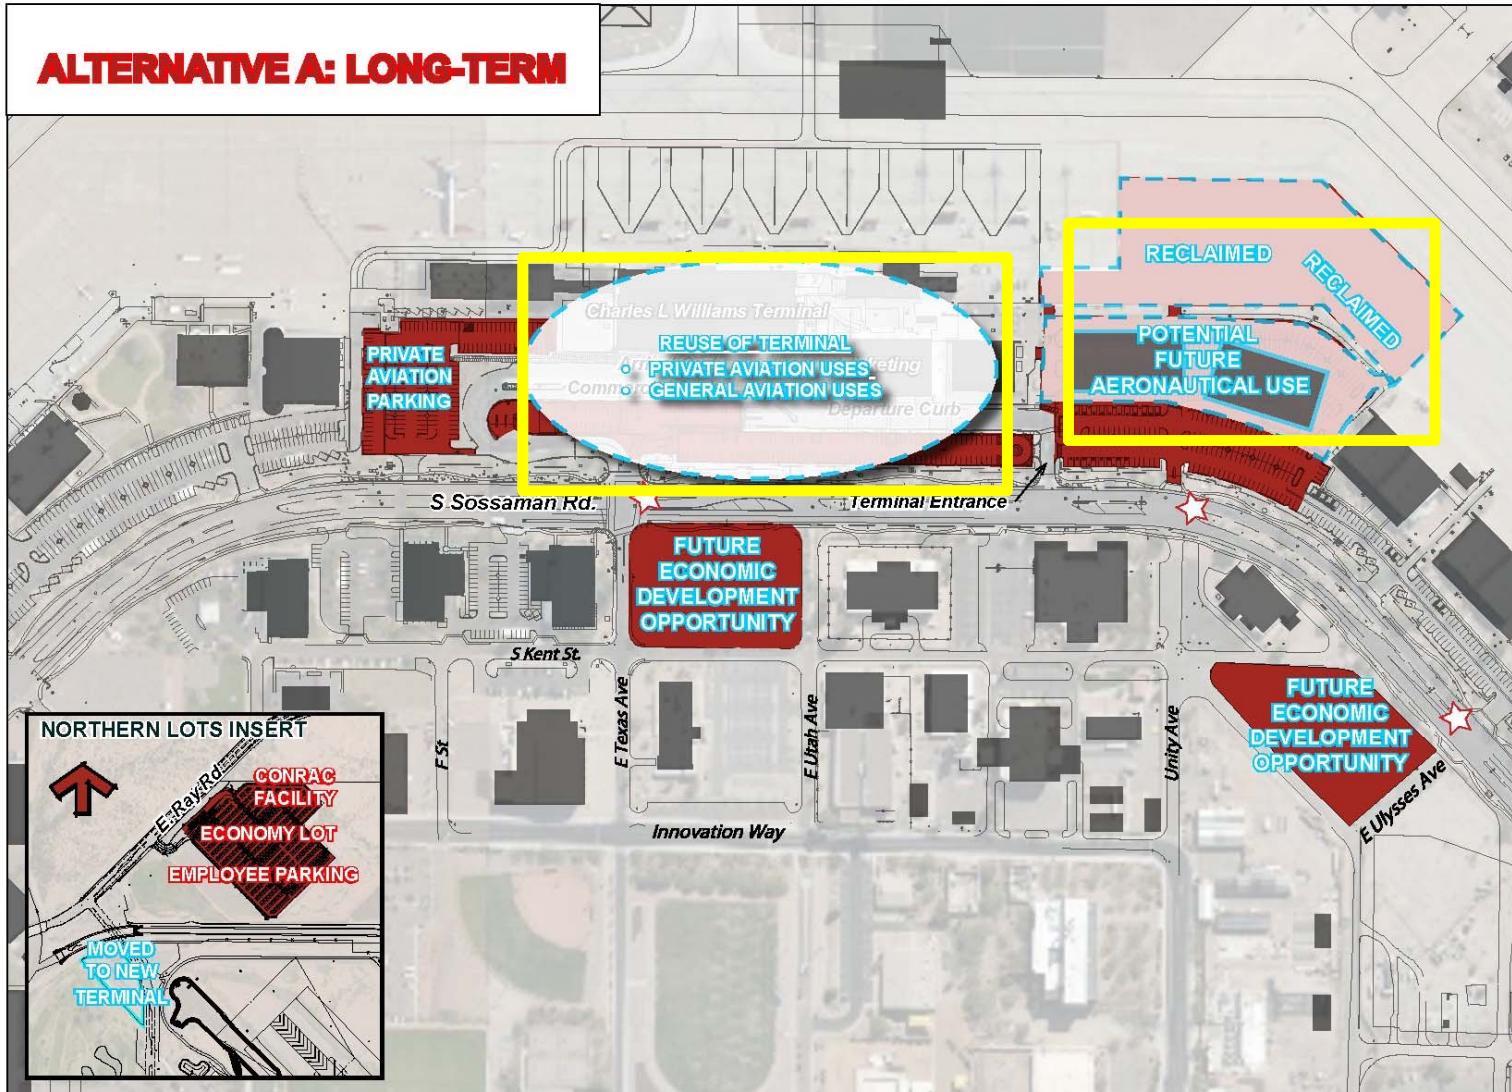 ALTERNATIVE A: LONG-TERM
RECLAIMED
RECLAIMED
Charles L Williams Terminal
REUSE OF TERMINAL
PRIVATE AVIATION USES
GENERAL AVIATION USES
Departure Curb
POTENTIAL
FUTURE
AERONAUTICAL USE
PRIVATE
AVIATION
PARKING
S Sossaman Rd.
Terminal Entrance
FUTURE
ECONOMIC
DEVELOPMENT
OPPORTUNITY
S Kent St.
F St
E Texas Ave
E Utah Ave
Unity Ave
FUTURE
ECONOMIC
DEVELOPMENT
OPPORTUNITY
E Ulysses Ave
Innovation Way
NORTHERN LOTS INSERT
E. Ray Rd
CONRAC
FACILITY
ECONOMY LOT
EMPLOYEE PARKING
MOVED
TO NEW
TERMINAL